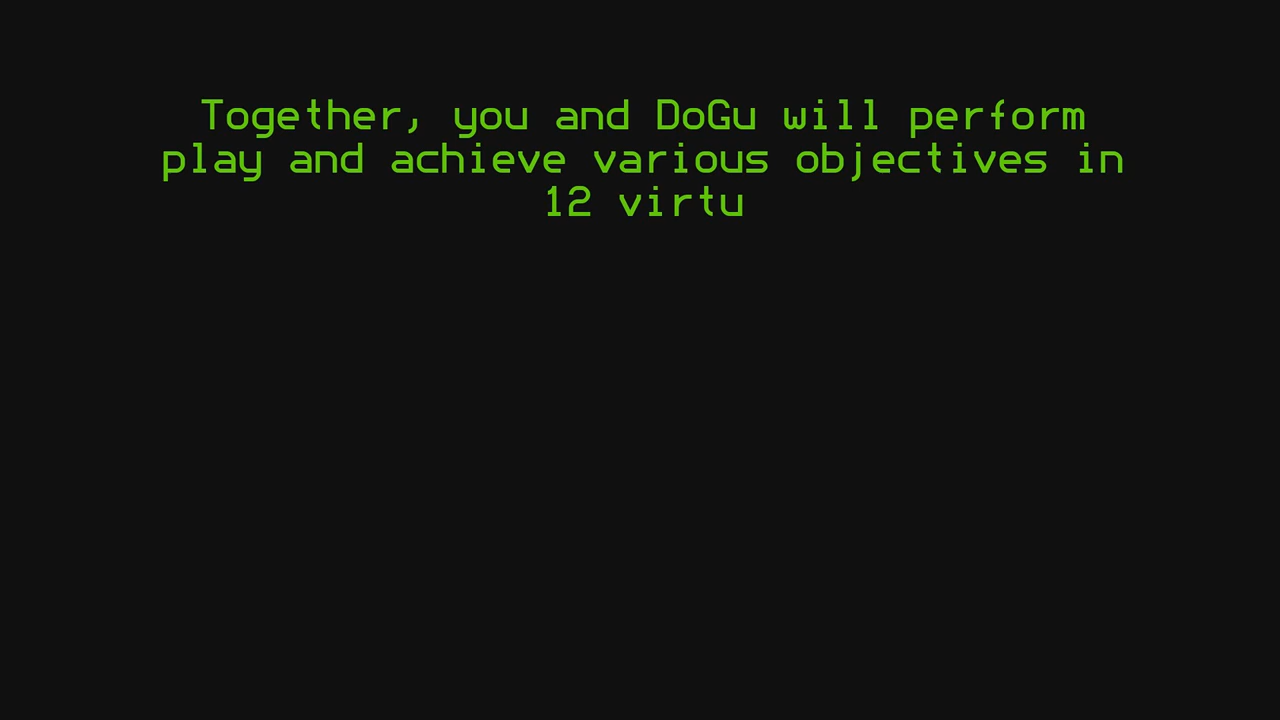 Together, you and DoGu will perform
play and achieve various objectives in
12 virtu